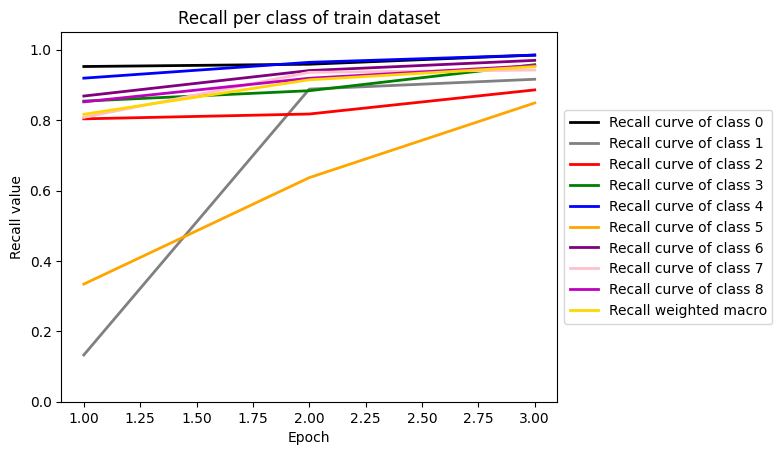 Recall per class of train dataset
Recall value
1.0
0.8
0.6
0.4
0.2
0.0
1.00 1.25 1.50 1.75 2.00 2.25 2.50 2.75 3.00
Epoch
Recall curve of class 0
Recall curve of class 1
Recall curve of class 2
Recall curve of class 3
Recall curve of class 4
Recall curve of class 5
Recall curve of class 6
Recall curve of class 7
Recall curve of class 8
Recall weighted macro